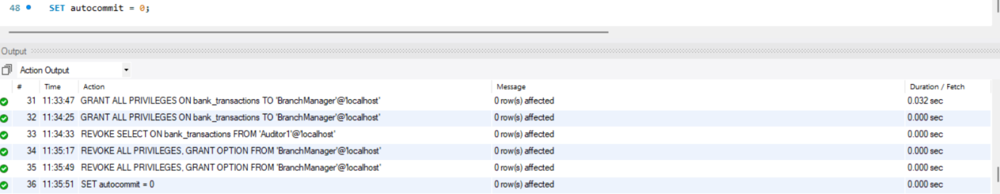 48 SET autocommit = 0;
Output
Action Output
# Time Action Message Duration / Fetch
31 11:33:47 GRANT ALL PRIVILEGES ON bank_transactions TO 'BranchManager'@'localhost' 0 row(s) affected 0.032 sec
32 11:34:25 GRANT ALL PRIVILEGES ON bank_transactions TO 'BranchManager'@'localhost' 0 row(s) affected 0.000 sec
33 11:34:33 REVOKE SELECT ON bank_transactions FROM 'Auditor1'@'localhost' 0 row(s) affected 0.000 sec
34 11:35:17 REVOKE ALL PRIVILEGES, GRANT OPTION FROM 'BranchManager'@'localhost' 0 row(s) affected 0.000 sec
35 11:35:49 REVOKE ALL PRIVILEGES, GRANT OPTION FROM 'BranchManager'@'localhost' 0 row(s) affected 0.000 sec
36 11:35:51 SET autocommit = 0 0 row(s) affected 0.000 sec